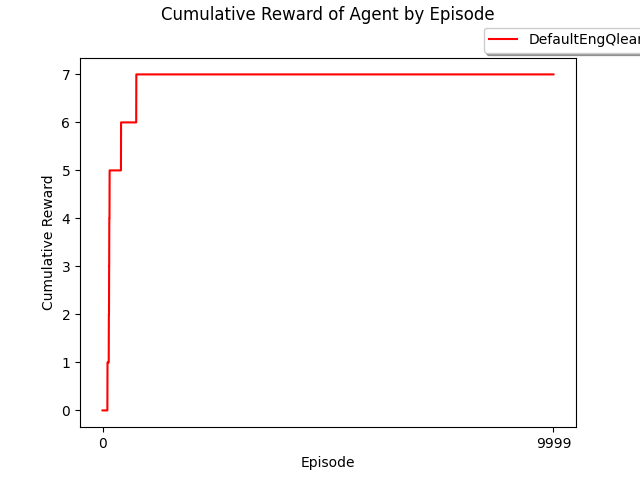 Cumulative Reward of Agent by Episode
DefaultEngQlear
7
6
5
4
3
2
1
0
Cumulative Reward
0 9999
Episode